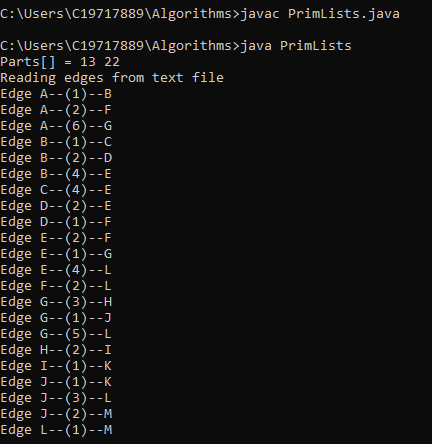 C:\Users\C19717889\Algorithms>javac PrimLists.java
C:\Users\C19717889\Algorithms>java PrimLists
Parts[] = 13 22
Reading edges from text file
Edge A--(1)--B
Edge A--(2)--F
Edge A--(6)--G
Edge B--(1)--C
Edge B--(2)--D
Edge B--(4)--E
Edge C--(4)--E
Edge D--(2)--E
Edge D--(1)--F
Edge E--(2)--F
Edge E--(1)--G
Edge E--(4)--L
Edge F--(2)--L
Edge G--(3)--H
Edge G--(1)--J
Edge G--(5)--L
Edge H--(2)--I
Edge I--(1)--K
Edge J--(1)--K
Edge J--(3)--L
Edge J--(2)--M
Edge L--(1)--M